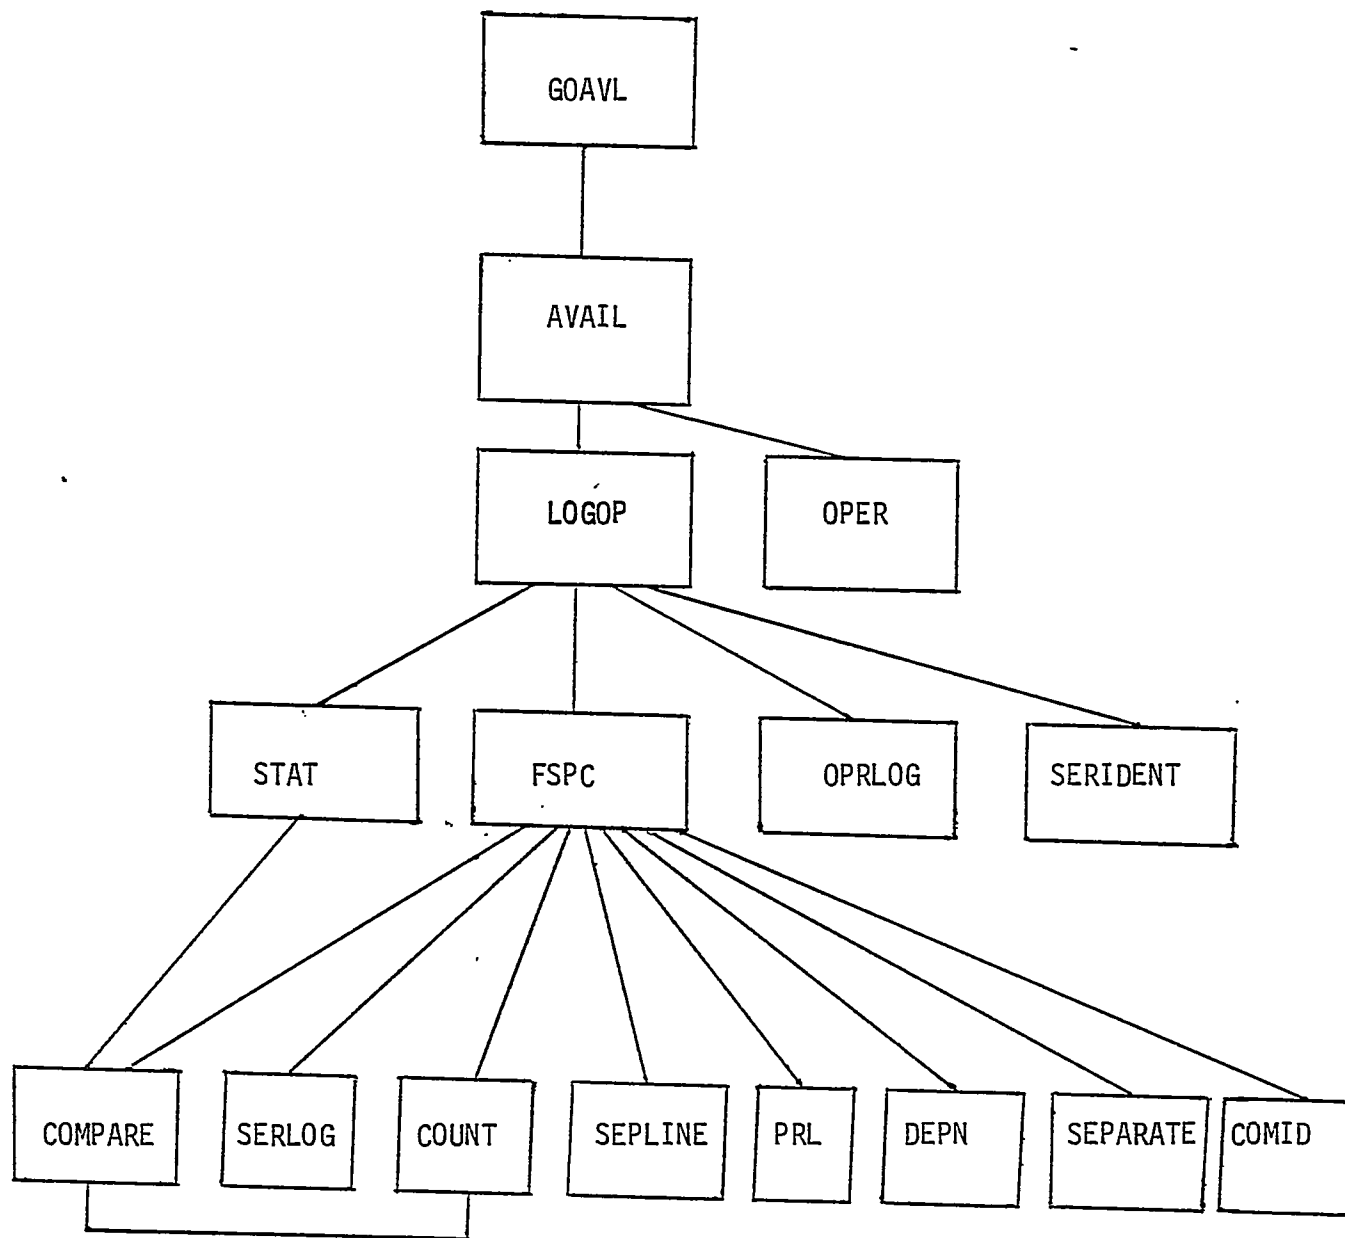 GOAVL
AVAIL
LOGOP
OPER
STAT
FSPC
OPRLOG
SERIDENT
COMPARE
SERLOG
COUNT
SEPLINE
PRL
DEPN
SEPARATE
COMID